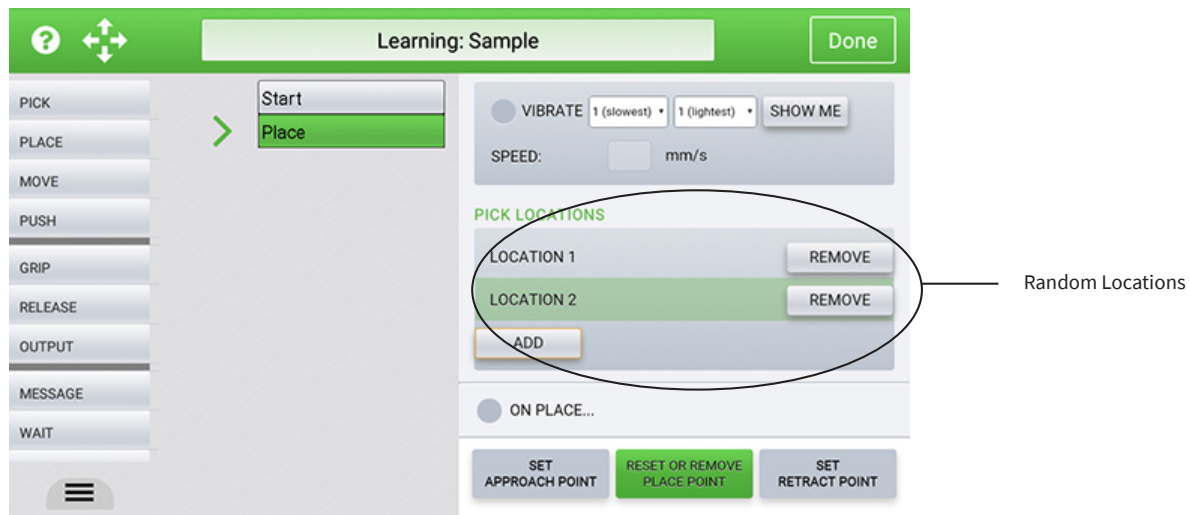 ?
Learning: Sample
Done
PICK
PLACE
MOVE
PUSH
GRIP
RELEASE
OUTPUT
MESSAGE
WAIT
Start
Place
VIBRATE 1 (slowest) 1 (lightest) SHOW ME
SPEED: mm/s
PICK LOCATIONS
LOCATION 1 REMOVE
LOCATION 2 REMOVE
ADD
ON PLACE...
SET
APPROACH POINT
RESET OR REMOVE
PLACE POINT
SET
RETRACT POINT
Random Locations